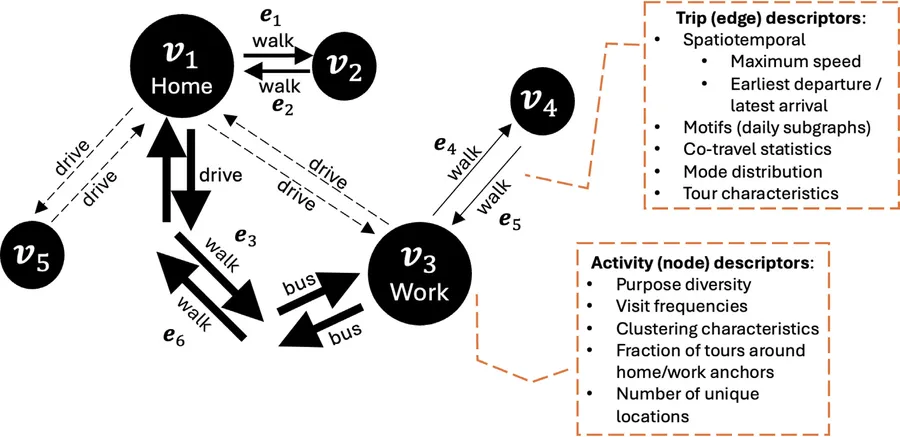 e₁
walk
v₁
Home
v₂
walk
e₂
drive
drive
drive
drive
drive
v₅
e₃
walk
walk
e₆
bus
bus
v₃
Work
v₄
e₄
walk
walk
e₅
Trip (edge) descriptors:
• Spatiotemporal
• Maximum speed
• Earliest departure /
latest arrival
• Motifs (daily subgraphs)
• Co-travel statistics
• Mode distribution
• Tour characteristics
Activity (node) descriptors:
• Purpose diversity
• Visit frequencies
• Clustering characteristics
• Fraction of tours around
home/work anchors
• Number of unique
locations